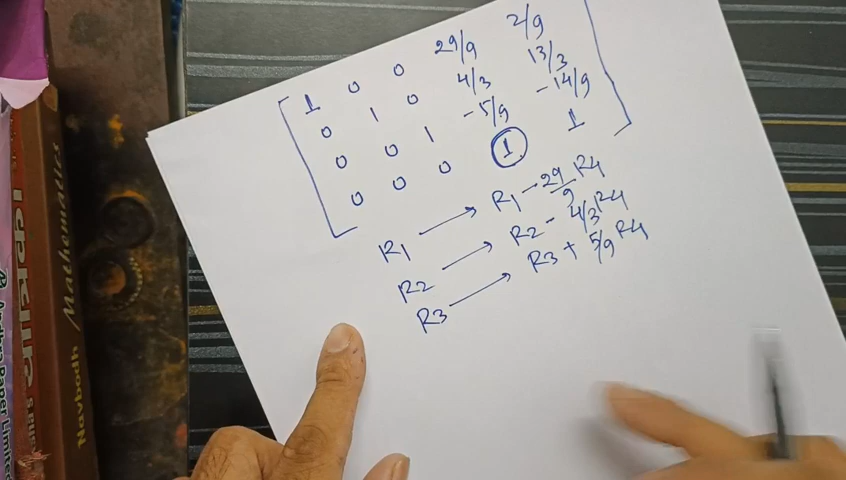 1 0 0 29/9 2/9
0 1 0 4/3 13/3
0 0 1 -5/9 -14/9
0 0 0 1 1
R1 → R1 - 29/9 R4
R2 → R2 - 4/3 R4
R3 → R3 + 5/9 R4
Navbodh Mathematics